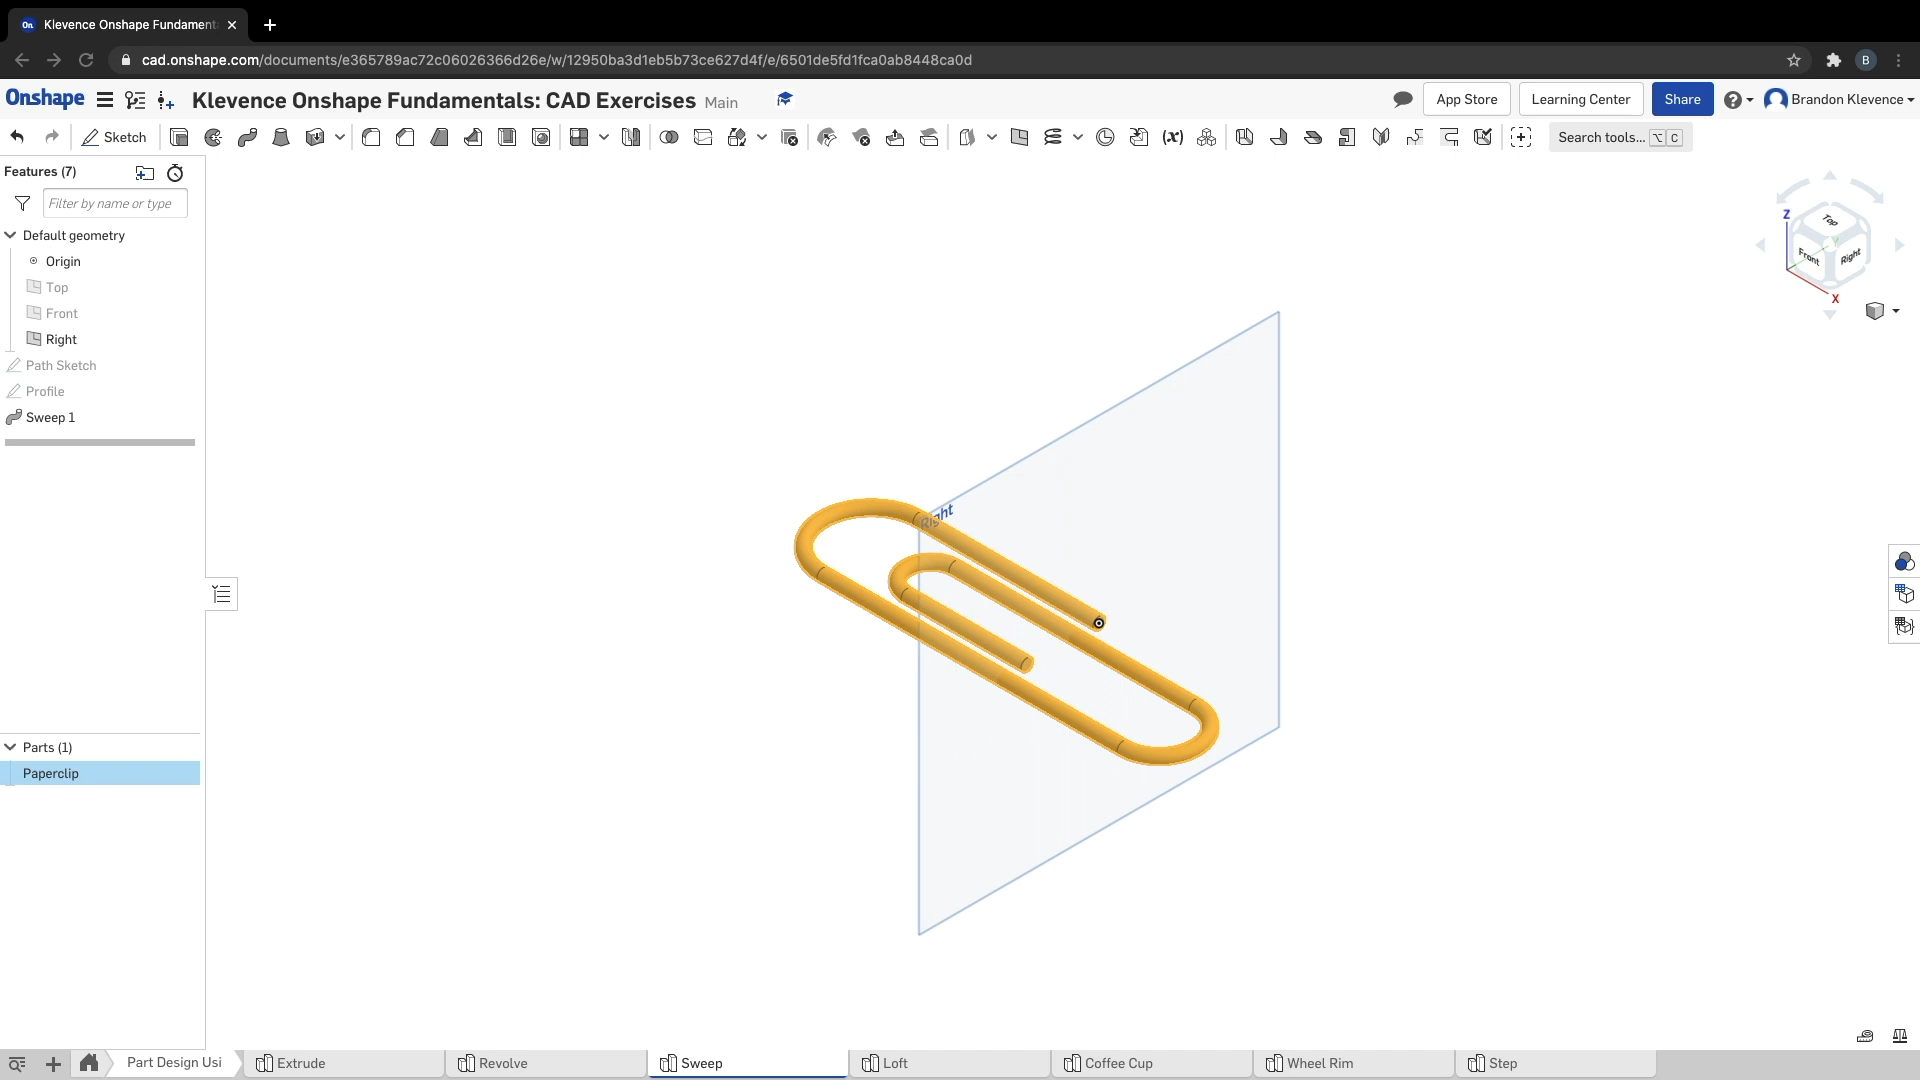 Klevence Onshape Fundament
cad.onshape.com/documents/e365789ac72c06026366d26e/w/12950ba3d1eb5b73ce627d4f/e/6501de5fd1fca0ab8448ca0d
B
Onshape
Klevence Onshape Fundamentals: CAD Exercises Main
App Store
Learning Center
Share
Brandon Klevence
Sketch
Search tools... ⌥ C
Features (7)
Filter by name or type
Default geometry
Origin
Top
Front
Right
Path Sketch
Profile
Sweep 1
Parts (1)
Paperclip
Right
Z
Top
Front
Right
Y
X
Part Design Usi
Extrude
Revolve
Sweep
Loft
Coffee Cup
Wheel Rim
Step